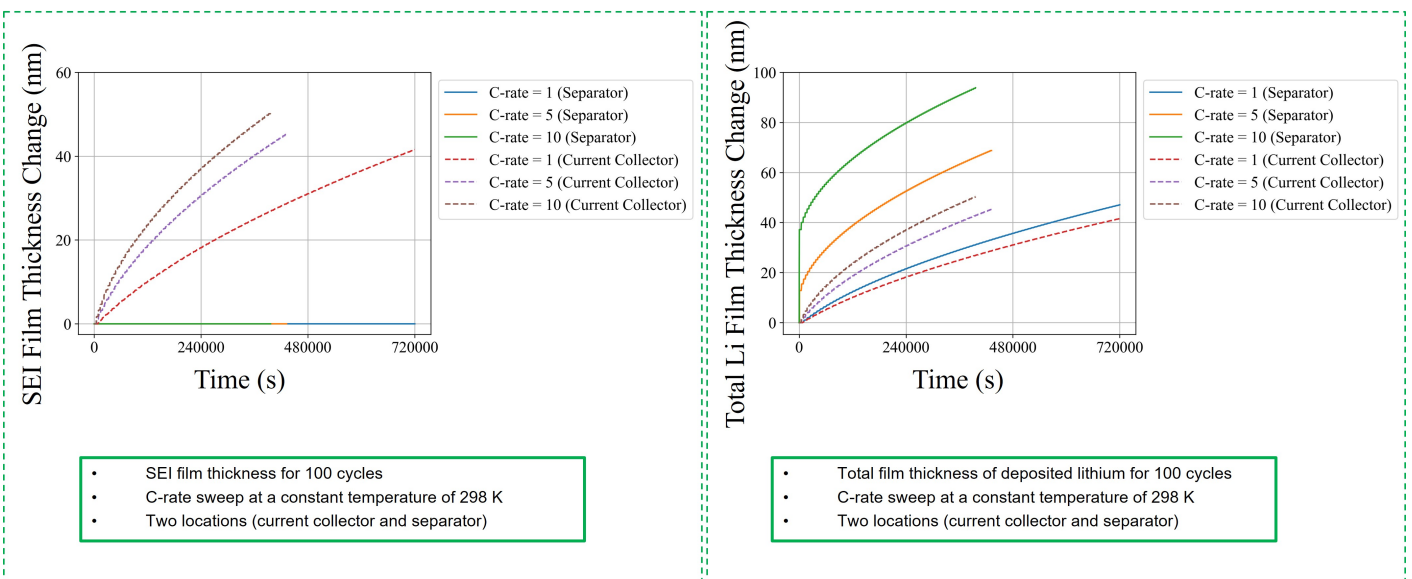 SEI Film Thickness Change (nm)
60
40
20
0
0
240000
480000
720000
Time (s)
C-rate = 1 (Separator)
C-rate = 5 (Separator)
C-rate = 10 (Separator)
C-rate = 1 (Current Collector)
C-rate = 5 (Current Collector)
C-rate = 10 (Current Collector)
• SEI film thickness for 100 cycles
• C-rate sweep at a constant temperature of 298 K
• Two locations (current collector and separator)
Total Li Film Thickness Change (nm)
100
80
60
40
20
0
0
240000
480000
720000
Time (s)
C-rate = 1 (Separator)
C-rate = 5 (Separator)
C-rate = 10 (Separator)
C-rate = 1 (Current Collector)
C-rate = 5 (Current Collector)
C-rate = 10 (Current Collector)
• Total film thickness of deposited lithium for 100 cycles
• C-rate sweep at a constant temperature of 298 K
• Two locations (current collector and separator)